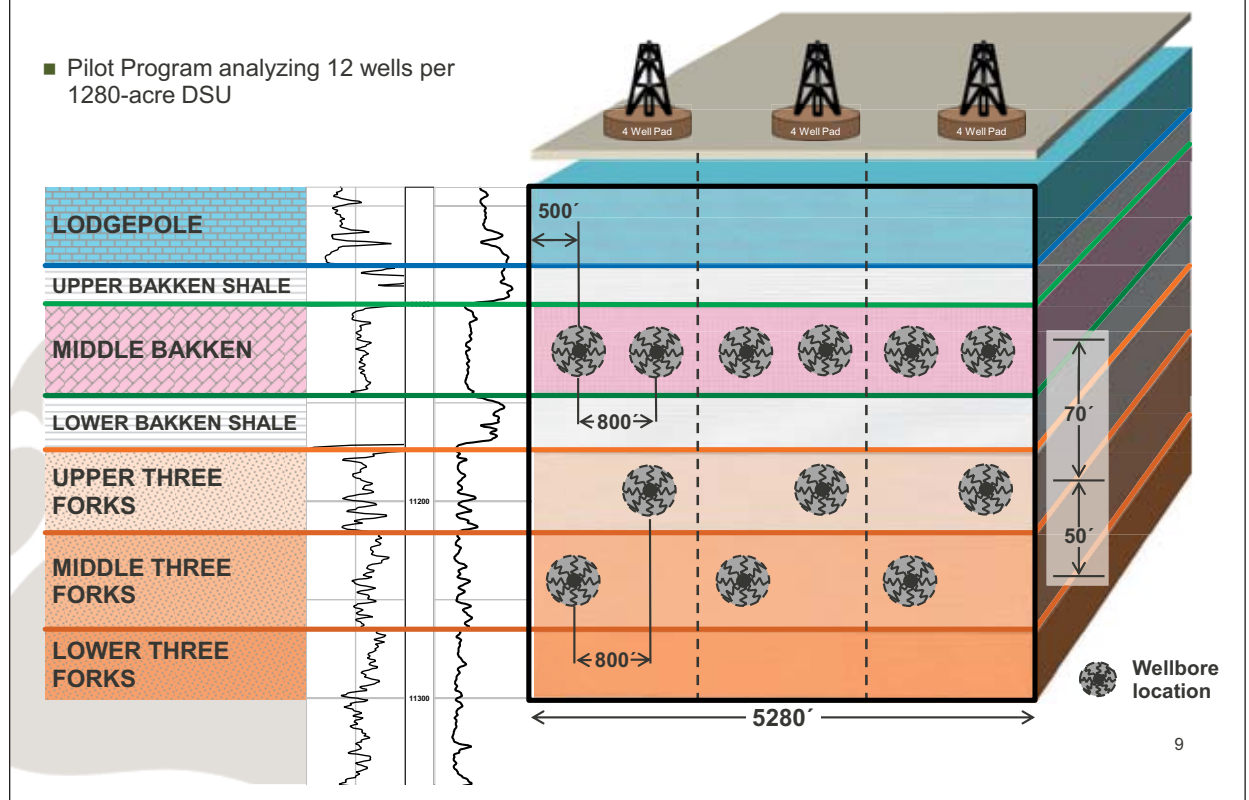 ■ Pilot Program analyzing 12 wells per
1280-acre DSU
4 Well Pad
4 Well Pad
4 Well Pad
LODGEPOLE
500´
UPPER BAKKEN SHALE
MIDDLE BAKKEN
70´
LOWER BAKKEN SHALE
800´
UPPER THREE
FORKS
11200
50´
MIDDLE THREE
FORKS
LOWER THREE
FORKS
800´
11300
Wellbore
location
5280´
9